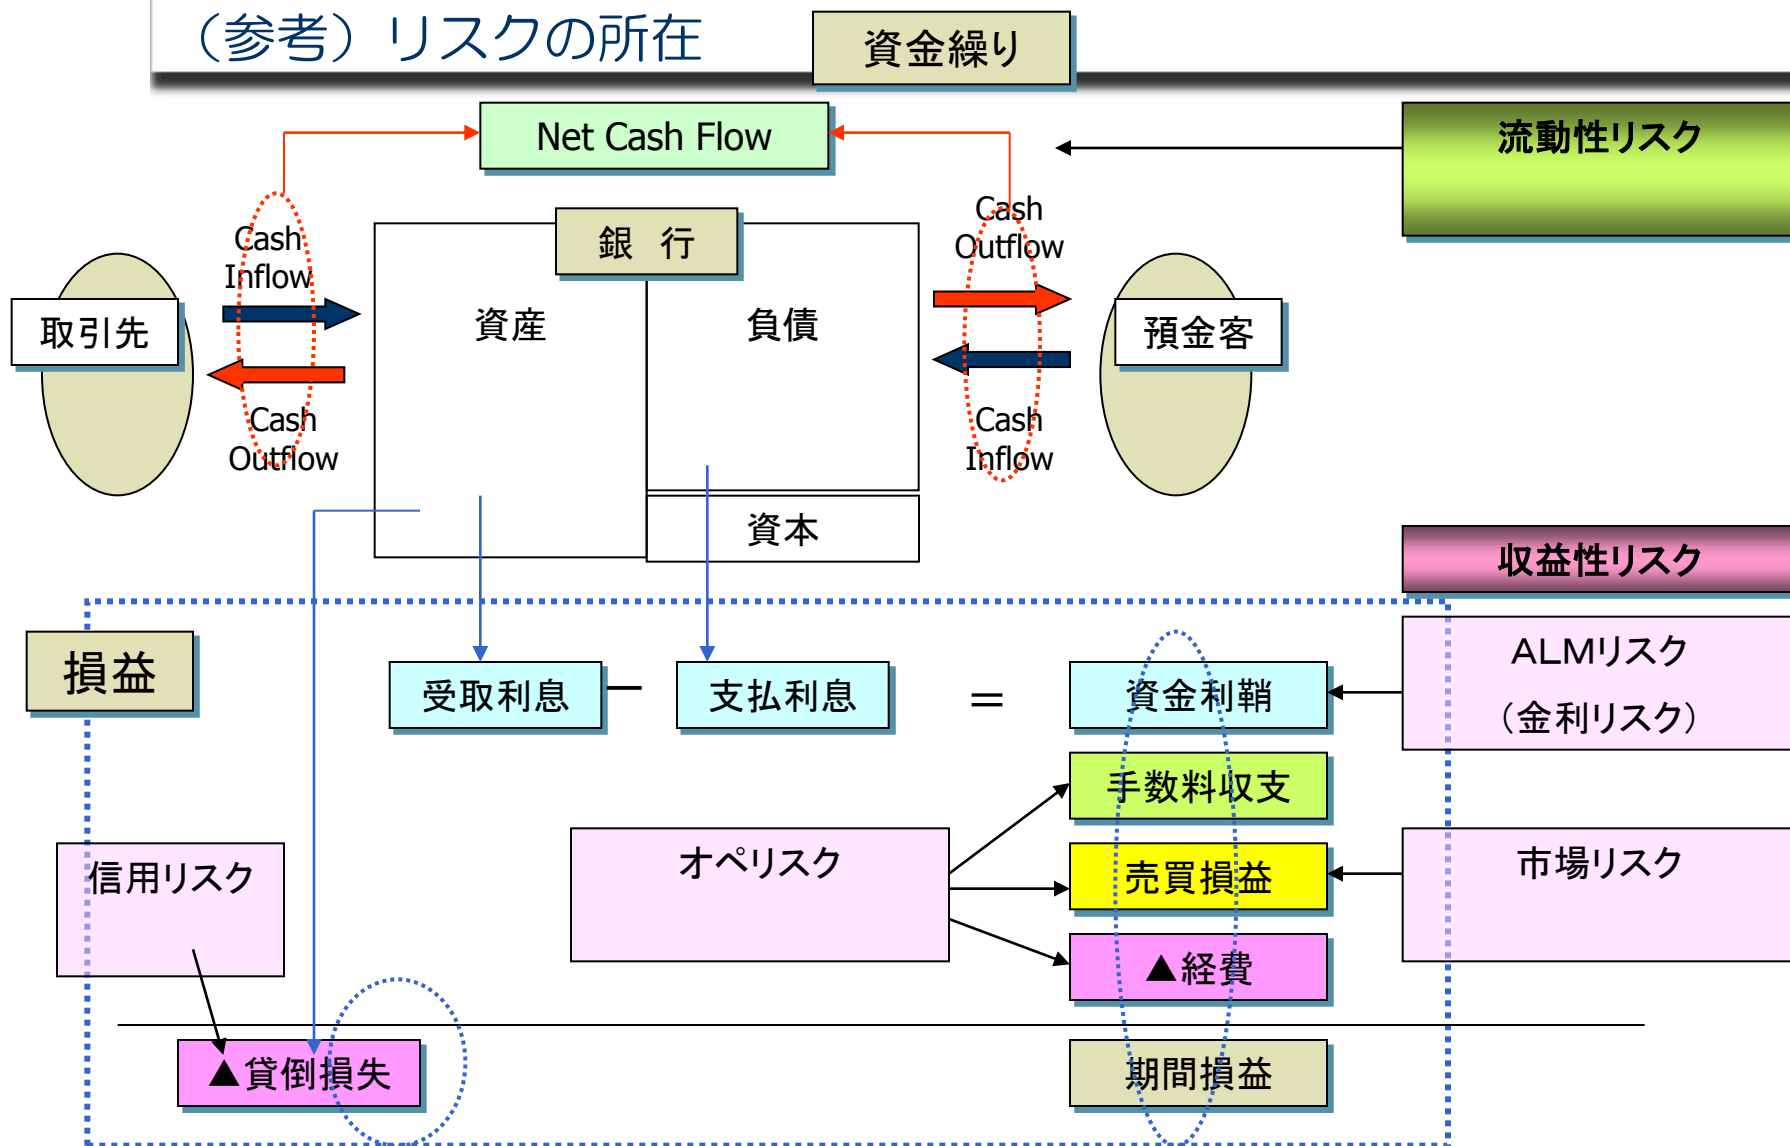 （参考）リスクの所在
資金繰り
Net Cash Flow
流動性リスク
Cash
Inflow
銀 行
Cash
Outflow
取引先
資産
負債
預金客
Cash
Outflow
Cash
Inflow
資本
収益性リスク
損益
受取利息
ー
支払利息
＝
資金利鞘
ALMリスク
（金利リスク）
手数料収支
信用リスク
オペリスク
売買損益
市場リスク
▲経費
▲貸倒損失
期間損益